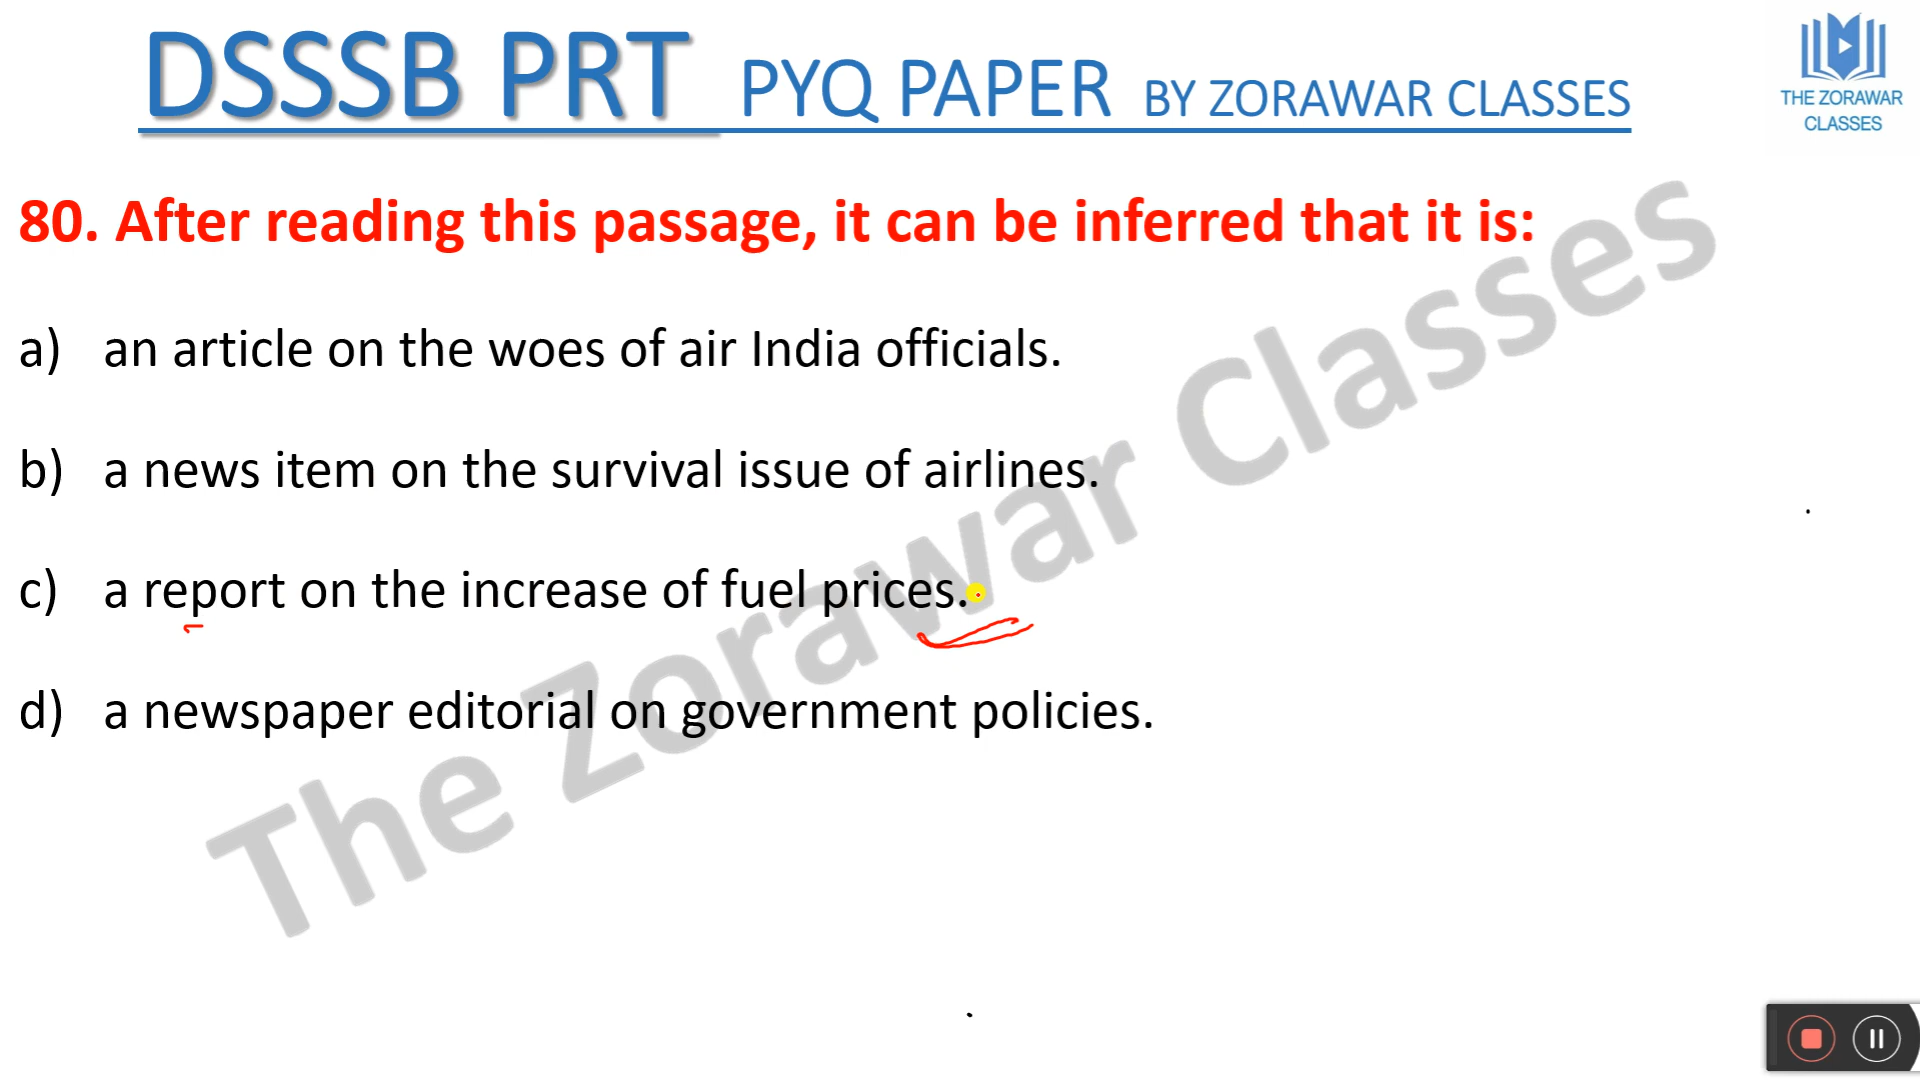 DSSSB PRT PYQ PAPER BY ZORAWAR CLASSES
THE ZORAWAR
CLASSES
80. After reading this passage, it can be inferred that it is:
a) an article on the woes of air India officials.
b) a news item on the survival issue of airlines.
c) a report on the increase of fuel prices.
d) a newspaper editorial on government policies.
The Zorawar Classes